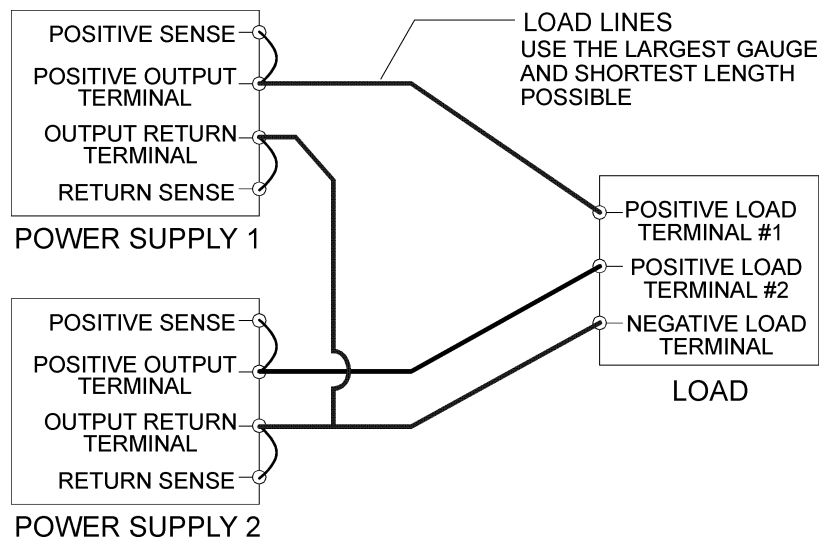 POSITIVE SENSE
POSITIVE OUTPUT
TERMINAL
OUTPUT RETURN
TERMINAL
RETURN SENSE
POWER SUPPLY 1
LOAD LINES
USE THE LARGEST GAUGE
AND SHORTEST LENGTH
POSSIBLE
POSITIVE LOAD
TERMINAL #1
POSITIVE LOAD
TERMINAL #2
NEGATIVE LOAD
TERMINAL
LOAD
POSITIVE SENSE
POSITIVE OUTPUT
TERMINAL
OUTPUT RETURN
TERMINAL
RETURN SENSE
POWER SUPPLY 2